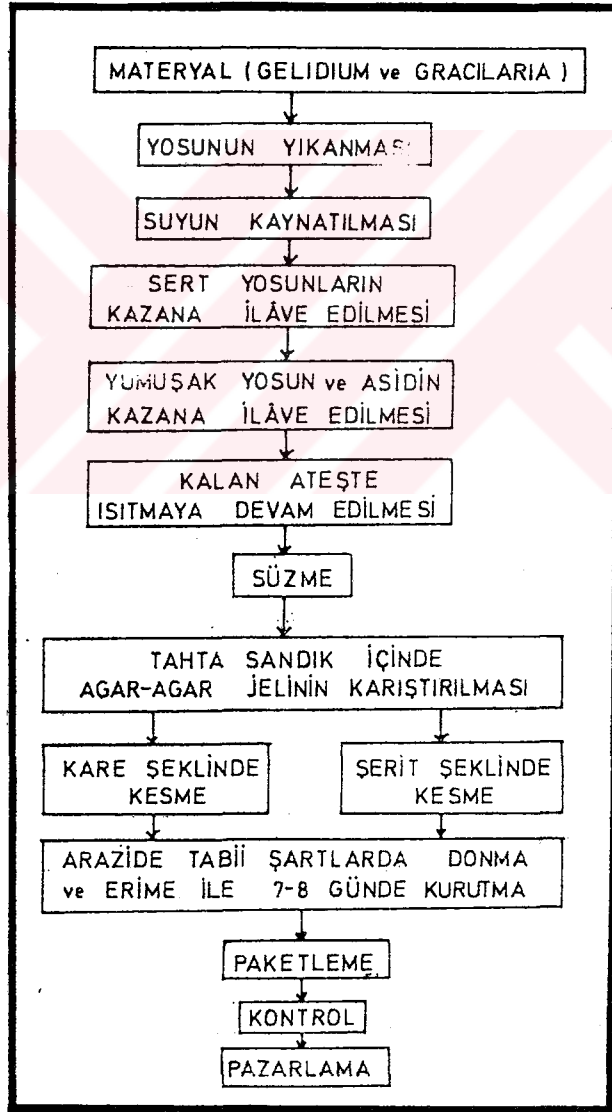 MATERYAL (GELIDIUM ve GRACILARIA)
YOSUNUN YIKANMASI
SUYUN KAYNATILMASI
SERT YOSUNLARIN
KAZANA İLÂVE EDİLMESİ
YUMUŞAK YOSUN ve ASİDİN
KAZANA İLÂVE EDİLMESİ
KALAN ATEŞTE
ISITMAYA DEVAM EDİLMESİ
SÜZME
TAHTA SANDIK İÇİNDE
AGAR-AGAR JELİNİN KARIŞTIRILMASI
KARE ŞEKLİNDE
KESME
ŞERİT ŞEKLİNDE
KESME
ARAZİDE TABİİ ŞARTLARDA DONMA
ve ERİME İLE 7-8 GÜNDE KURUTMA
PAKETLEME
KONTROL
PAZARLAMA